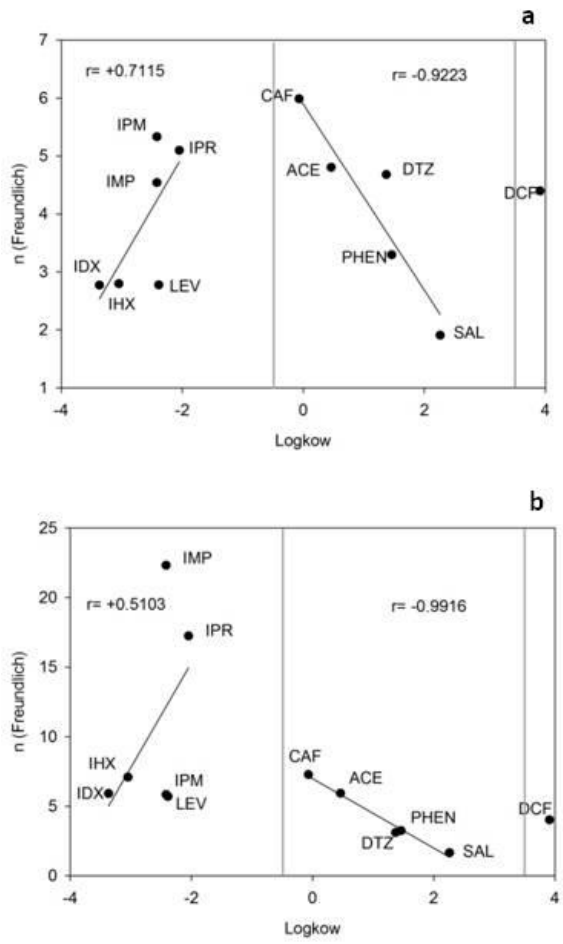 a
7
r= +0.7115
r= -0.9223
6
CAF
IPM
IPR
5
ACE
DTZ
IMP
DCF
4
n (Freundlich)
PHEN
3
IDX
IHX
LEV
2
SAL
1
-4 -2 0 2 4
Logkow
b
25
IMP
20
r= +0.5103
r= -0.9916
IPR
15
n (Freundlich)
10
CAF
IHX
IPM
ACE
IDX
LEV
PHEN
DCF
5
DTZ
SAL
0
-4 -2 0 2 4
Logkow